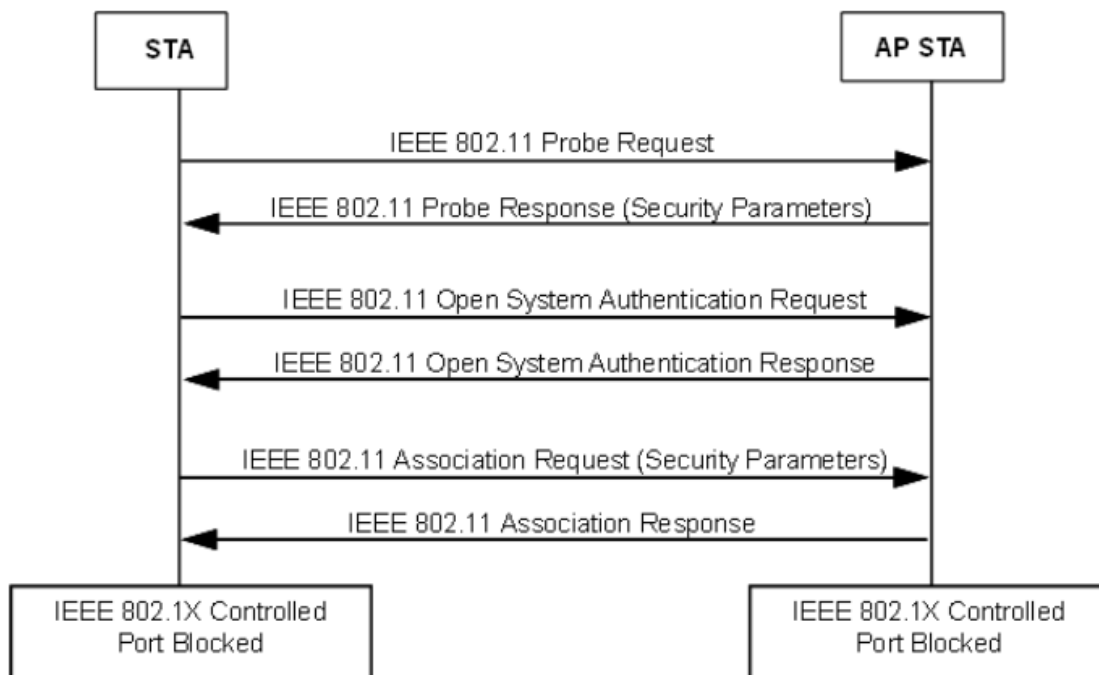 STA
AP STA
IEEE 802.11 Probe Request
IEEE 802.11 Probe Response (Security Parameters)
IEEE 802.11 Open System Authentication Request
IEEE 802.11 Open System Authentication Response
IEEE 802.11 Association Request (Security Parameters)
IEEE 802.11 Association Response
IEEE 802.1X Controlled
Port Blocked
IEEE 802.1X Controlled
Port Blocked